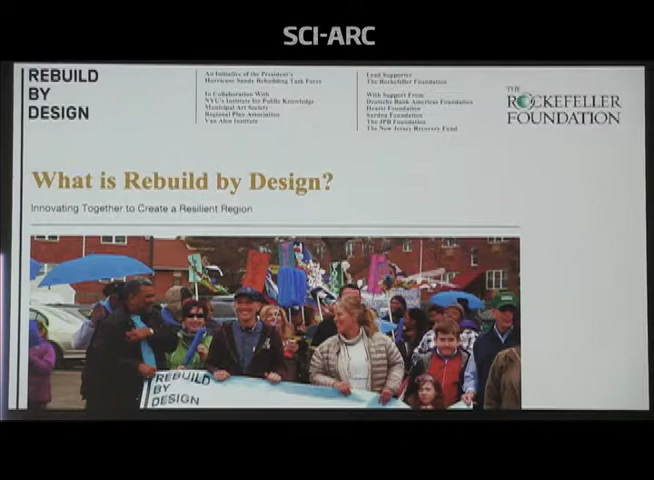 SCI-ARC
REBUILD
BY
DESIGN
An Initiative of the President's
Hurricane Sandy Rebuilding Task Force
In Collaboration With
NYU's Institute for Public Knowledge
Municipal Art Society
Regional Plan Association
Van Alen Institute
Lead Supporter
The Rockefeller Foundation
With Support From
Deutsche Bank Americas Foundation
Hearst Foundation
Surdna Foundation
The JPB Foundation
The New Jersey Recovery Fund
THE
ROCKEFELLER
FOUNDATION
What is Rebuild by Design?
Innovating Together to Create a Resilient Region
REBUILD
BY
DESIGN